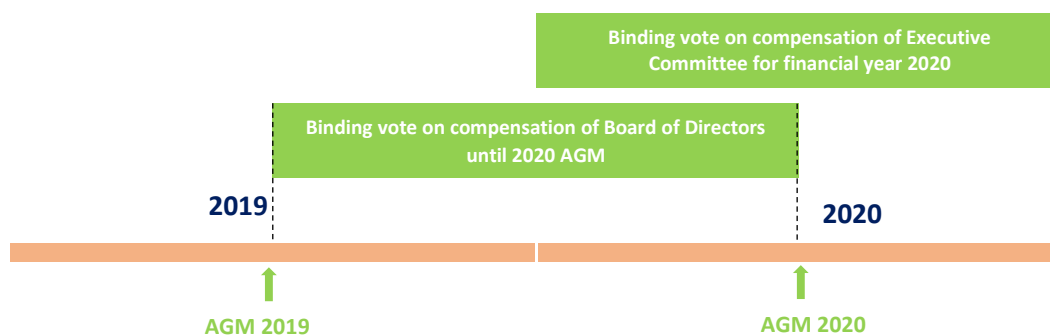 Binding vote on compensation of Executive
Committee for financial year 2020
Binding vote on compensation of Board of Directors
until 2020 AGM
2019
2020
AGM 2019
AGM 2020